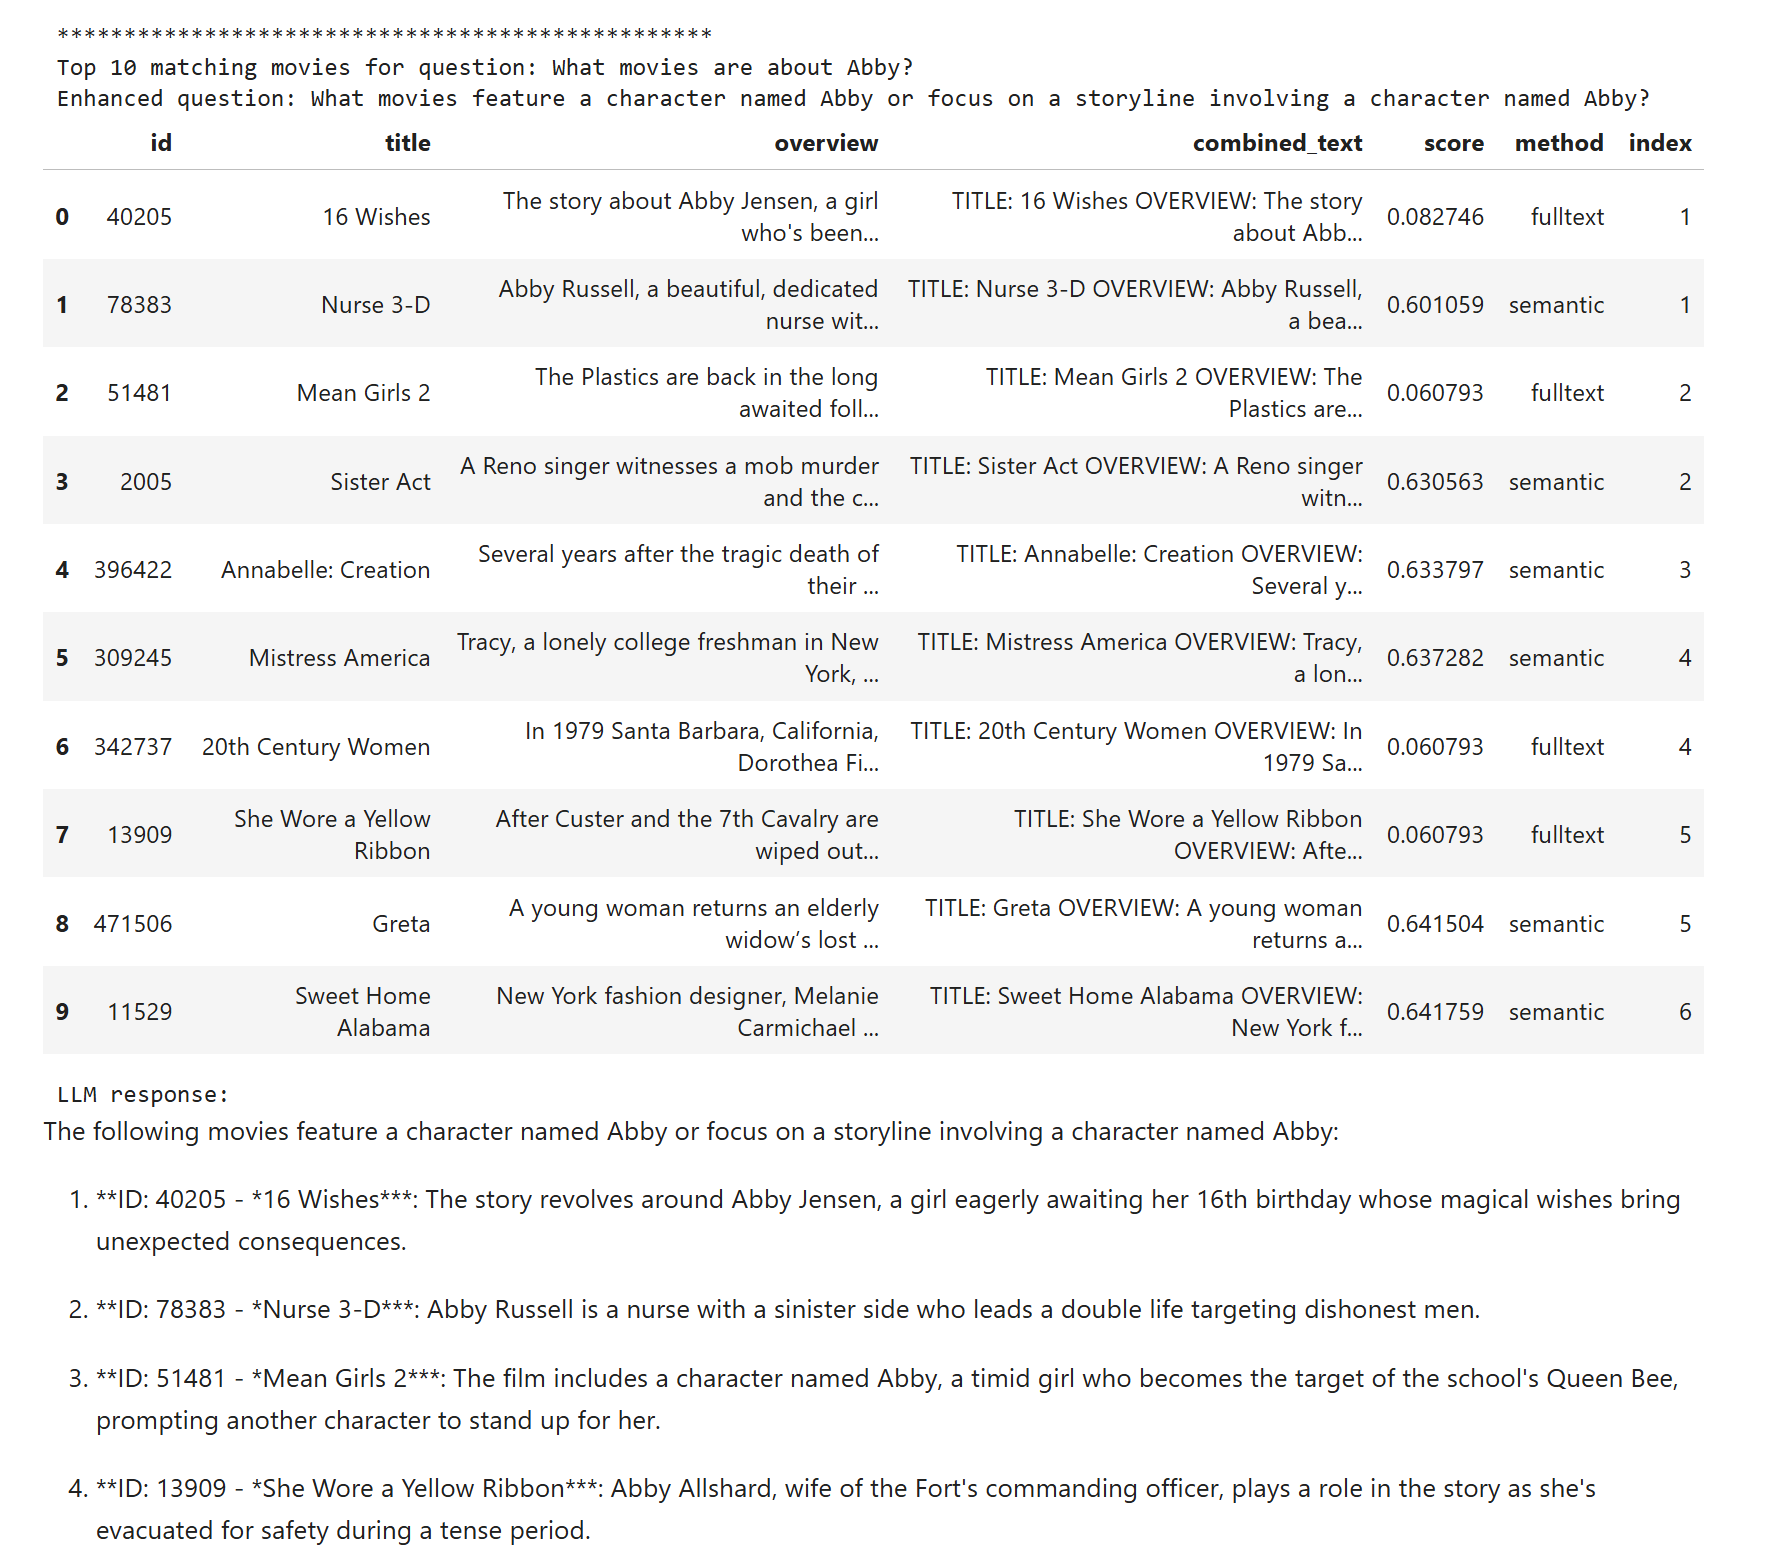 *************************************************
Top 10 matching movies for question: What movies are about Abby?
Enhanced question: What movies feature a character named Abby or focus on a storyline involving a character named Abby?
id title overview combined_text score method index
0 40205 16 Wishes The story about Abby Jensen, a girl who's been... TITLE: 16 Wishes OVERVIEW: The story about Abb... 0.082746 fulltext 1
1 78383 Nurse 3-D Abby Russell, a beautiful, dedicated nurse wit... TITLE: Nurse 3-D OVERVIEW: Abby Russell, a bea... 0.601059 semantic 1
2 51481 Mean Girls 2 The Plastics are back in the long awaited foll... TITLE: Mean Girls 2 OVERVIEW: The Plastics are... 0.060793 fulltext 2
3 2005 Sister Act A Reno singer witnesses a mob murder and the c... TITLE: Sister Act OVERVIEW: A Reno singer witn... 0.630563 semantic 2
4 396422 Annabelle: Creation Several years after the tragic death of their ... TITLE: Annabelle: Creation OVERVIEW: Several y... 0.633797 semantic 3
5 309245 Mistress America Tracy, a lonely college freshman in New York, ... TITLE: Mistress America OVERVIEW: Tracy, a lon... 0.637282 semantic 4
6 342737 20th Century Women In 1979 Santa Barbara, California, Dorothea Fi... TITLE: 20th Century Women OVERVIEW: In 1979 Sa... 0.060793 fulltext 4
7 13909 She Wore a Yellow Ribbon After Custer and the 7th Cavalry are wiped out... TITLE: She Wore a Yellow Ribbon OVERVIEW: Afte... 0.060793 fulltext 5
8 471506 Greta A young woman returns an elderly widow’s lost ... TITLE: Greta OVERVIEW: A young woman returns a... 0.641504 semantic 5
9 11529 Sweet Home Alabama New York fashion designer, Melanie Carmichael ... TITLE: Sweet Home Alabama OVERVIEW: New York f... 0.641759 semantic 6
LLM response:
The following movies feature a character named Abby or focus on a storyline involving a character named Abby:
1. **ID: 40205 - *16 Wishes***: The story revolves around Abby Jensen, a girl eagerly awaiting her 16th birthday whose magical wishes bring
unexpected consequences.
2. **ID: 78383 - *Nurse 3-D***: Abby Russell is a nurse with a sinister side who leads a double life targeting dishonest men.
3. **ID: 51481 - *Mean Girls 2***: The film includes a character named Abby, a timid girl who becomes the target of the school's Queen Bee,
prompting another character to stand up for her.
4. **ID: 13909 - *She Wore a Yellow Ribbon***: Abby Allshard, wife of the Fort's commanding officer, plays a role in the story as she's
evacuated for safety during a tense period.